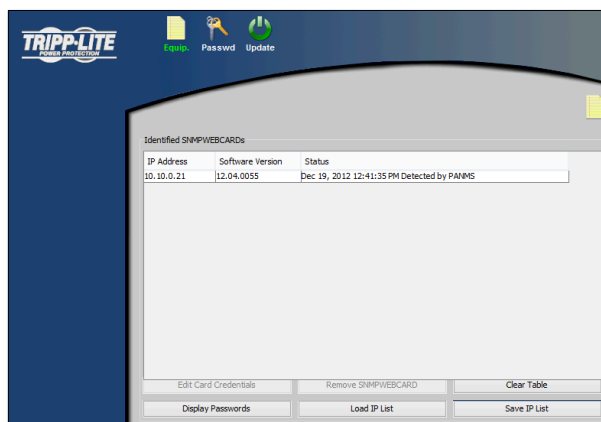 TRIPP·LITE
POWER PROTECTION
Equip. Passwd Update
Identified SNMPWEBCARDs
IP Address Software Version Status
10.10.0.21 12.04.0055 Dec 19, 2012 12:41:35 PM Detected by PANMS
Edit Card Credentials Remove SNMPWEBCARD Clear Table
Display Passwords Load IP List Save IP List